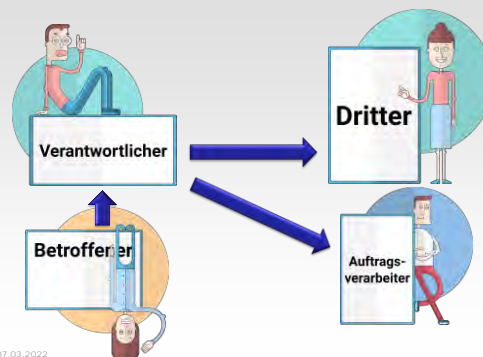 Verantwortlicher
Dritter
Betroffener
Auftrags-
verarbeiter
07.03.2022